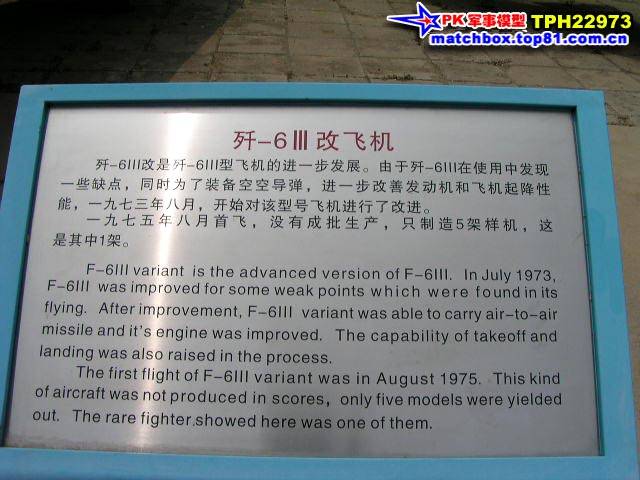 PK 军事模型 TPH22973
matchbox.top81.com.cn
歼-6Ⅲ改飞机
歼-6III改是歼-6III型飞机的进一步发展。由于歼-6III在使用中发现
一些缺点，同时为了装备空空导弹，进一步改善发动机和飞机起降性
能，一九七三年八月，开始对该型号飞机进行了改进。
一九七五年八月首飞，没有成批生产，只制造5架样机，这
是其中1架。
F-6III variant is the advanced version of F-6III. In July 1973,
F-6III was improved for some weak points which were found in its
flying. After improvement, F-6III variant was able to carry air-to-air
missile and it's engine was improved. The capability of takeoff and
landing was also raised in the process.
The first flight of F-6III variant was in August 1975. This kind
of aircraft was not produced in scores, only five models were yielded
out. The rare fighter showed here was one of them.